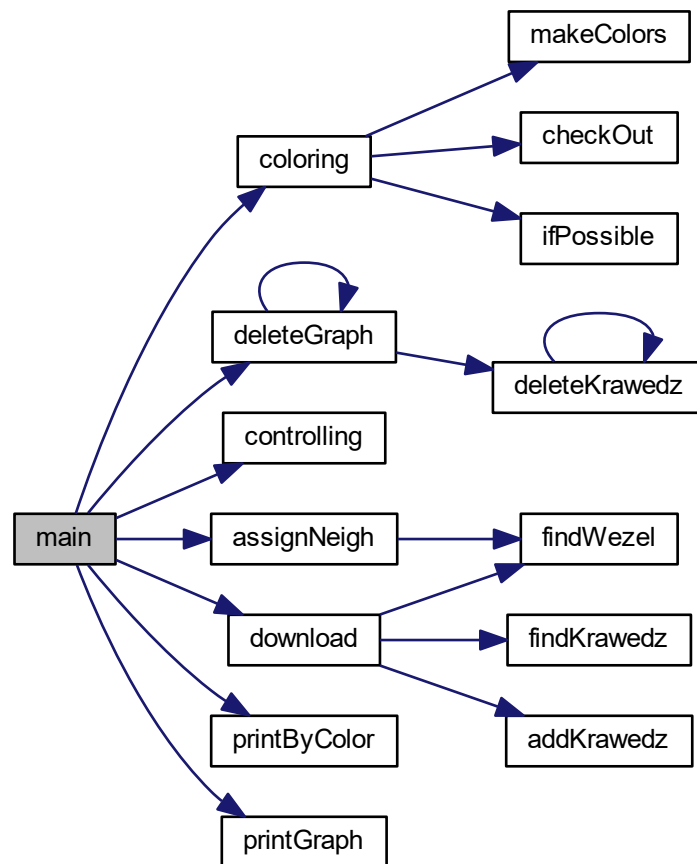 makeColors
coloring
checkOut
ifPossible
deleteGraph
deleteKrawedz
controlling
main
assignNeigh
findWezel
download
findKrawedz
printByColor
addKrawedz
printGraph